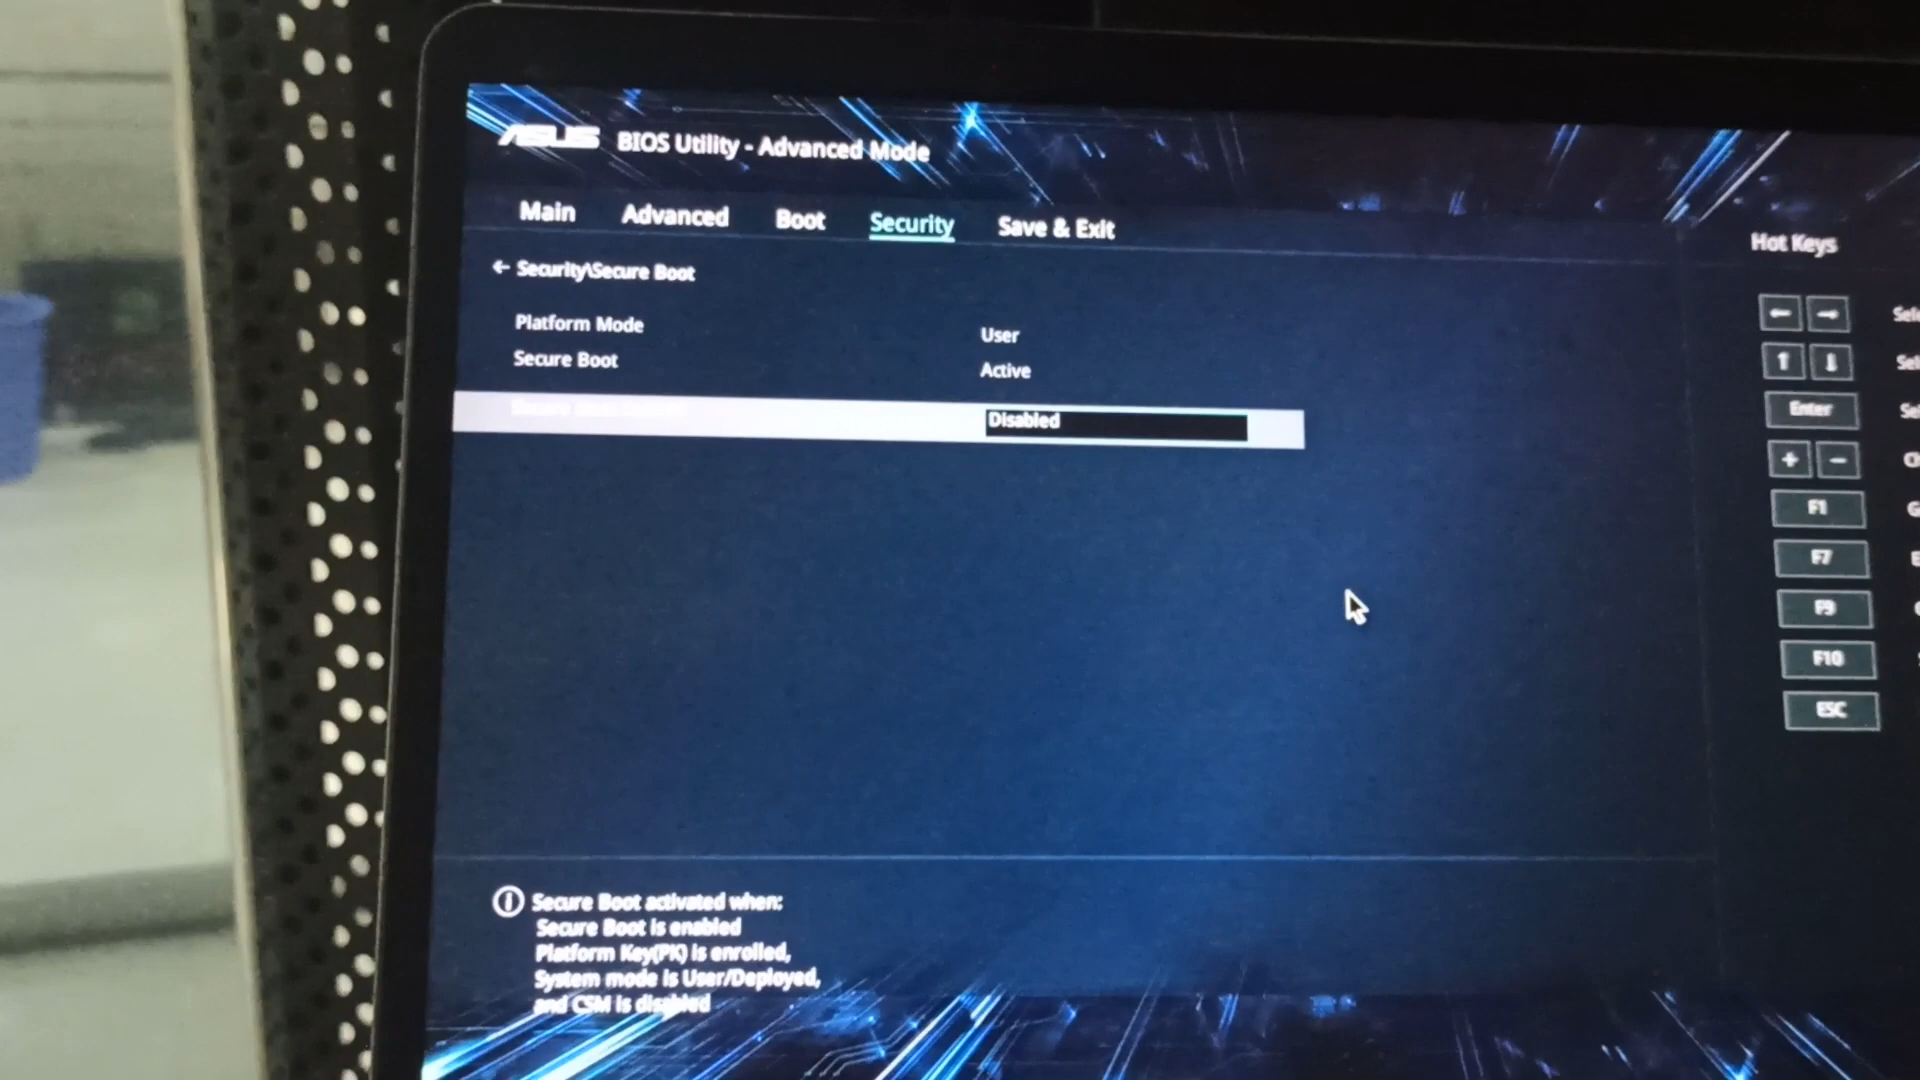 ASUS BIOS Utility - Advanced Mode
Main Advanced Boot Security Save & Exit
Hot Keys
← Security\Secure Boot
Platform Mode User
Secure Boot Active
Disabled
← →
↑ ↓
Enter
+ -
F1
F7
F9
F10
ESC
Secure Boot activated when:
Secure Boot is enabled
Platform Key(PK) is enrolled,
System mode is User/Deployed,
and CSM is disabled